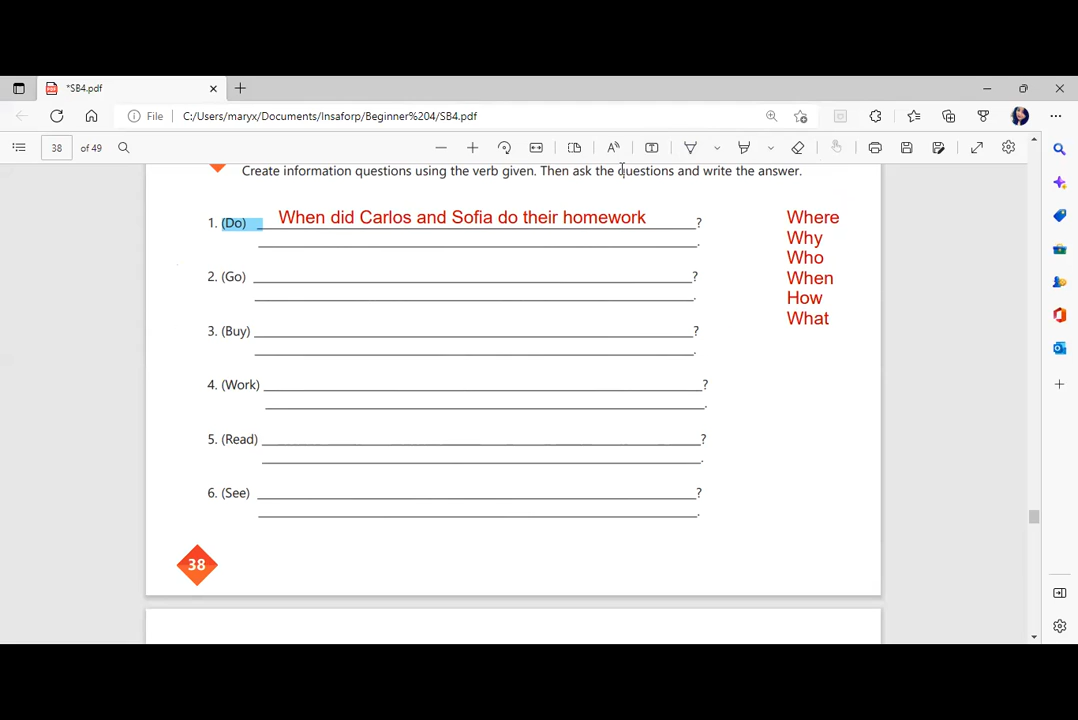 *SB4.pdf
File C:/Users/maryx/Documents/Insaforp/Beginner%204/SB4.pdf
38 of 49
Create information questions using the verb given. Then ask the questions and write the answer.
1. (Do) When did Carlos and Sofia do their homework ?
.
2. (Go) ?
.
3. (Buy) ?
.
4. (Work) ?
.
5. (Read) ?
.
6. (See) ?
.
Where
Why
Who
When
How
What
38